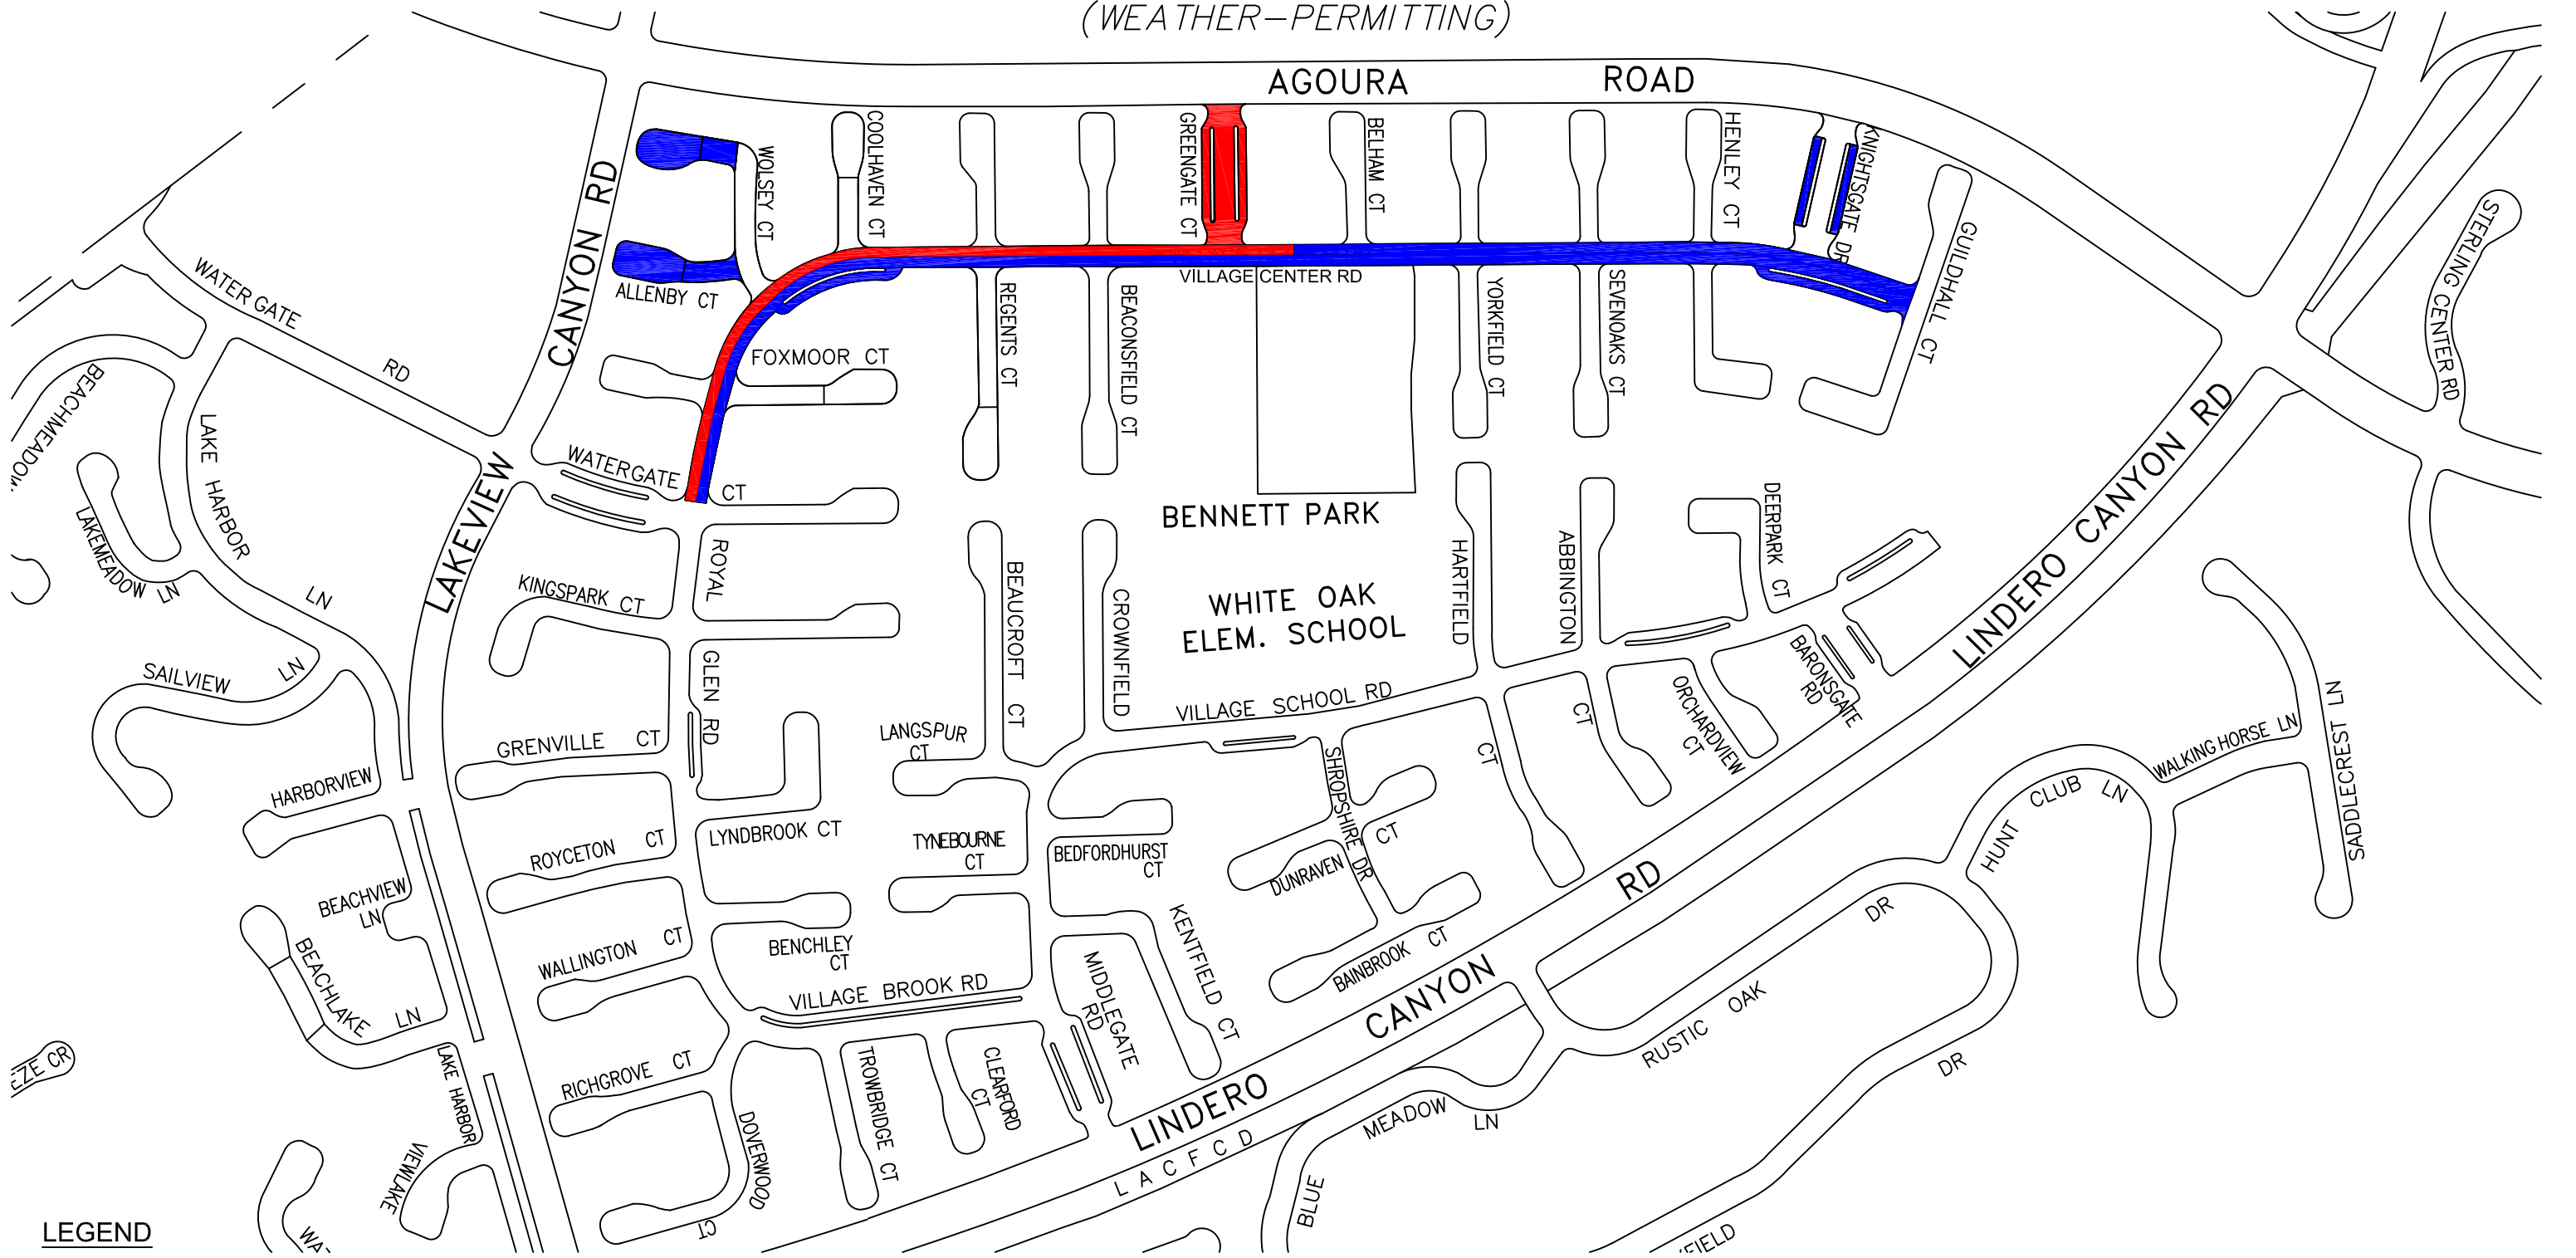 (WEATHER–PERMITTING)
AGOURA ROAD
CANYON RD
WOLSEY CT
COOLHAVEN CT
GREENGATE CT
BELHAM CT
HENLEY CT
KNIGHTSGATE DR
GUILDHALL CT
STERLING CENTER RD
WATER GATE
RD
ALLENBY CT
VILLAGE CENTER RD
REGENTS CT
BEACONSFIELD CT
YORKFIELD CT
SEVENOAKS CT
FOXMOOR CT
BEACHMEADOW
LAKE HARBOR
LN
WATERGATE CT
LAKEVIEW
LAKEMEADOW LN
BENNETT PARK
WHITE OAK
ELEM. SCHOOL
HARTFIELD
CT
ABBINGTON
CT
DEERPARK CT
LINDERO CANYON RD
KINGSPARK CT
ROYAL
GLEN RD
BEAUCROFT CT
CROWNFIELD
VILLAGE SCHOOL RD
BARONSGATE
RD
ORCHARDVIEW
CT
SAILVIEW LN
GRENVILLE CT
LANGSPUR
CT
SHROPSHIRE DR
HARBORVIEW
ROYCETON CT
LYNDBROOK CT
TYNEBOURNE
CT
BEDFORDHURST
CT
DUNRAVEN CT
WALKING HORSE LN
SADDLECREST LN
HUNT CLUB LN
BEACHVIEW
LN
WALLINGTON CT
BENCHLEY
CT
KENTFIELD CT
BAINBROOK CT
VILLAGE BROOK RD
MIDDLEGATE
RD
BEACHLAKE LN
LAKE HARBOR
RICHGROVE CT
TROWBRIDGE CT
CLEARFORD
CT
DOVERWOOD
CT
LINDERO CANYON RD
L A C F C D
RUSTIC OAK DR
DR
BLUE MEADOW LN
VIEWLAKE
EZE CR
WA
FIELD
LEGEND